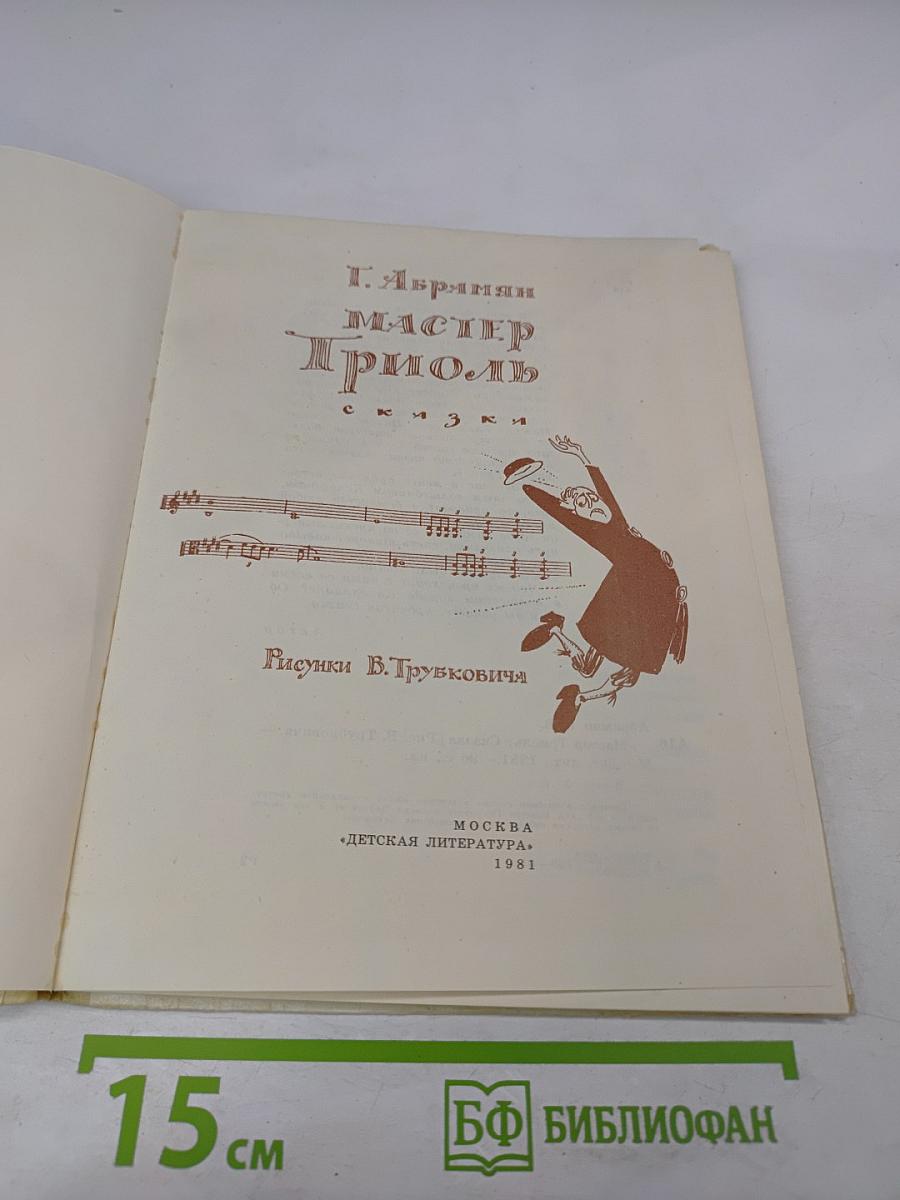 Г. Абрамян
МАСТЕР
ТРИОЛЬ
сказки
Рисунки В. Трубковича
МОСКВА
«ДЕТСКАЯ ЛИТЕРАТУРА»
1981
15 см
БФ БИБЛИОФАН